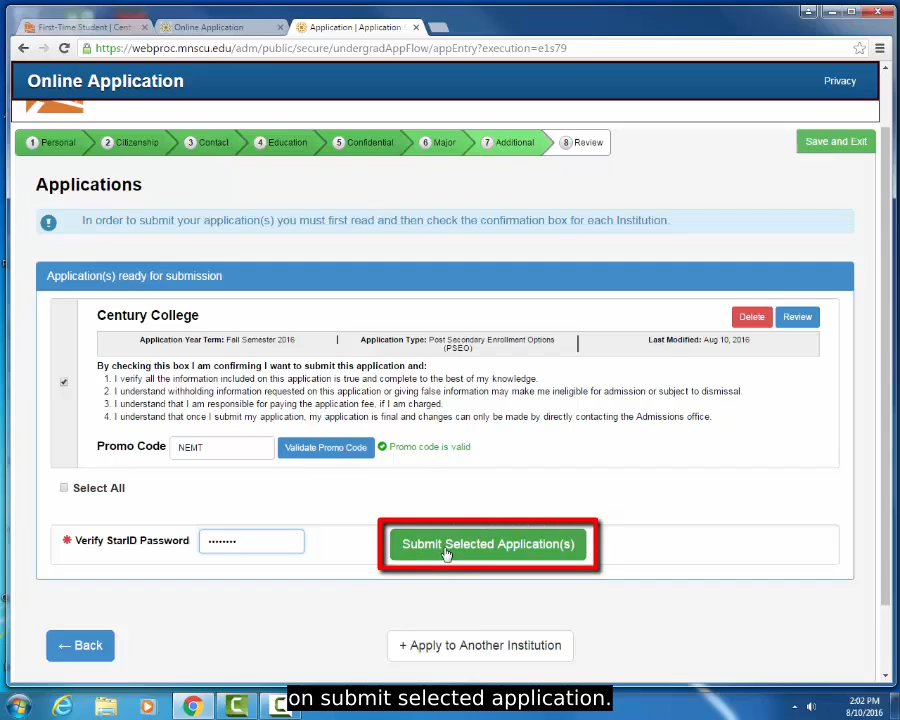 First-Time Student | Cent
Online Application
Application | Application
https://webproc.mnscu.edu/adm/public/secure/undergradAppFlow/appEntry?execution=e1s79
Online Application
Privacy
1 Personal
2 Citizenship
3 Contact
4 Education
5 Confidential
6 Major
7 Additional
8 Review
Save and Exit
Applications
In order to submit your application(s) you must first read and then check the confirmation box for each Institution.
Application(s) ready for submission
Century College
Delete
Review
Application Year Term: Fall Semester 2016
Application Type: Post Secondary Enrollment Options
(PSEO)
Last Modified: Aug 10, 2016
By checking this box I am confirming I want to submit this application and:
1. I verify all the information included on this application is true and complete to the best of my knowledge.
2. I understand withholding information requested on this application or giving false information may make me ineligible for admission or subject to dismissal.
3. I understand that I am responsible for paying the application fee, if I am charged.
4. I understand that once I submit my application, my application is final and changes can only be made by directly contacting the Admissions office.
Promo Code
NEMT
Validate Promo Code
Promo code is valid
Select All
Verify StarID Password
Submit Selected Application(s)
← Back
+ Apply to Another Institution
on submit selected application.
2:02 PM
8/10/2016